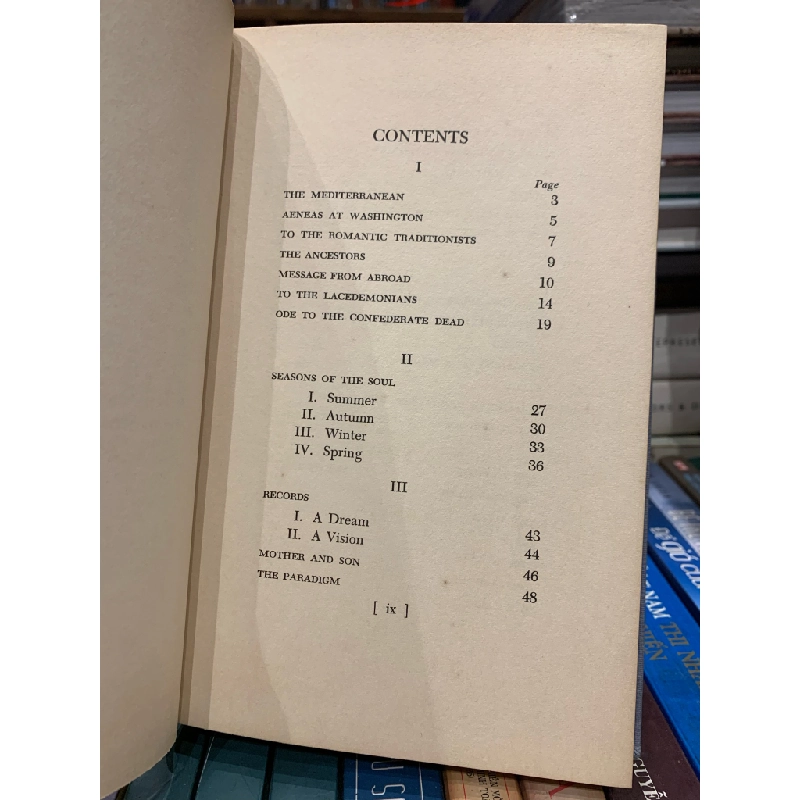 CONTENTS
I
Page
THE MEDITERRANEAN 3
AENEAS AT WASHINGTON 5
TO THE ROMANTIC TRADITIONISTS 7
THE ANCESTORS 9
MESSAGE FROM ABROAD 10
TO THE LACEDEMONIANS 14
ODE TO THE CONFEDERATE DEAD 19
II
SEASONS OF THE SOUL
I. Summer 27
II. Autumn 30
III. Winter 33
IV. Spring 36
III
RECORDS
I. A Dream 43
II. A Vision 44
MOTHER AND SON 46
THE PARADIGM 48
[ ix ]
NAM
THI